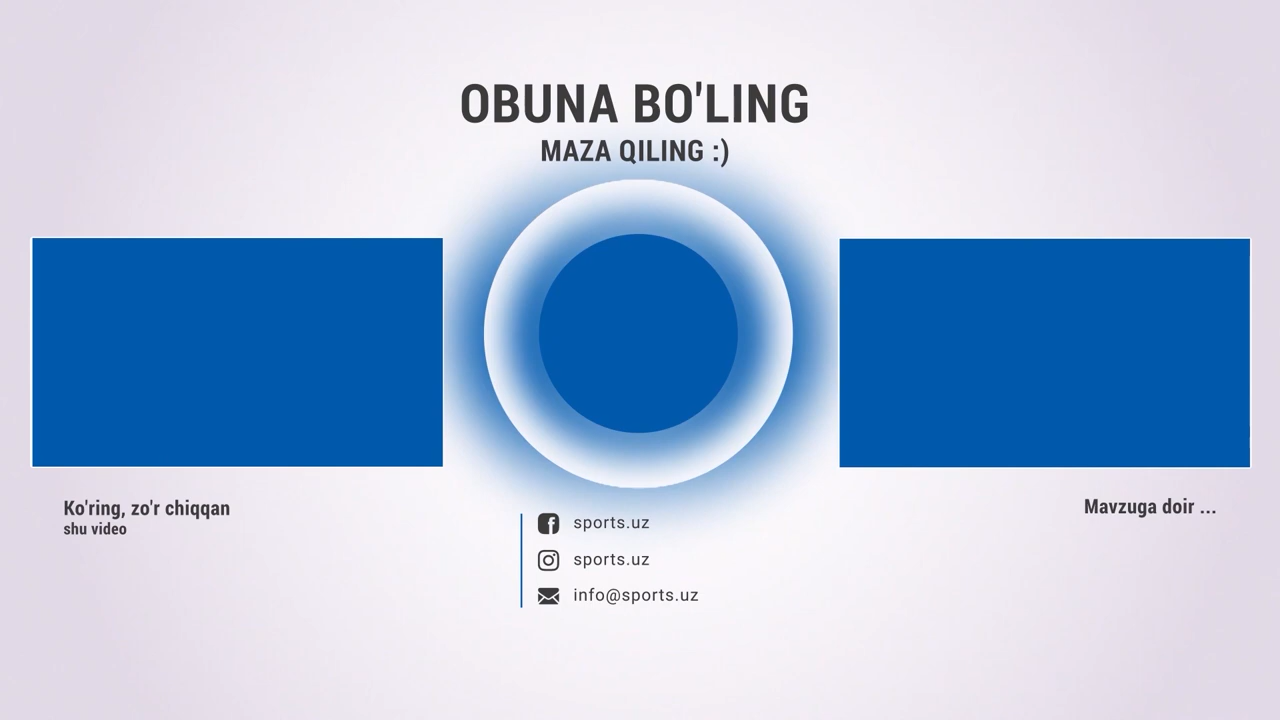 OBUNA BO'LING
MAZA QILING :)
Ko'ring, zo'r chiqqan
shu video
Mavzuga doir ...
sports.uz
sports.uz
info@sports.uz